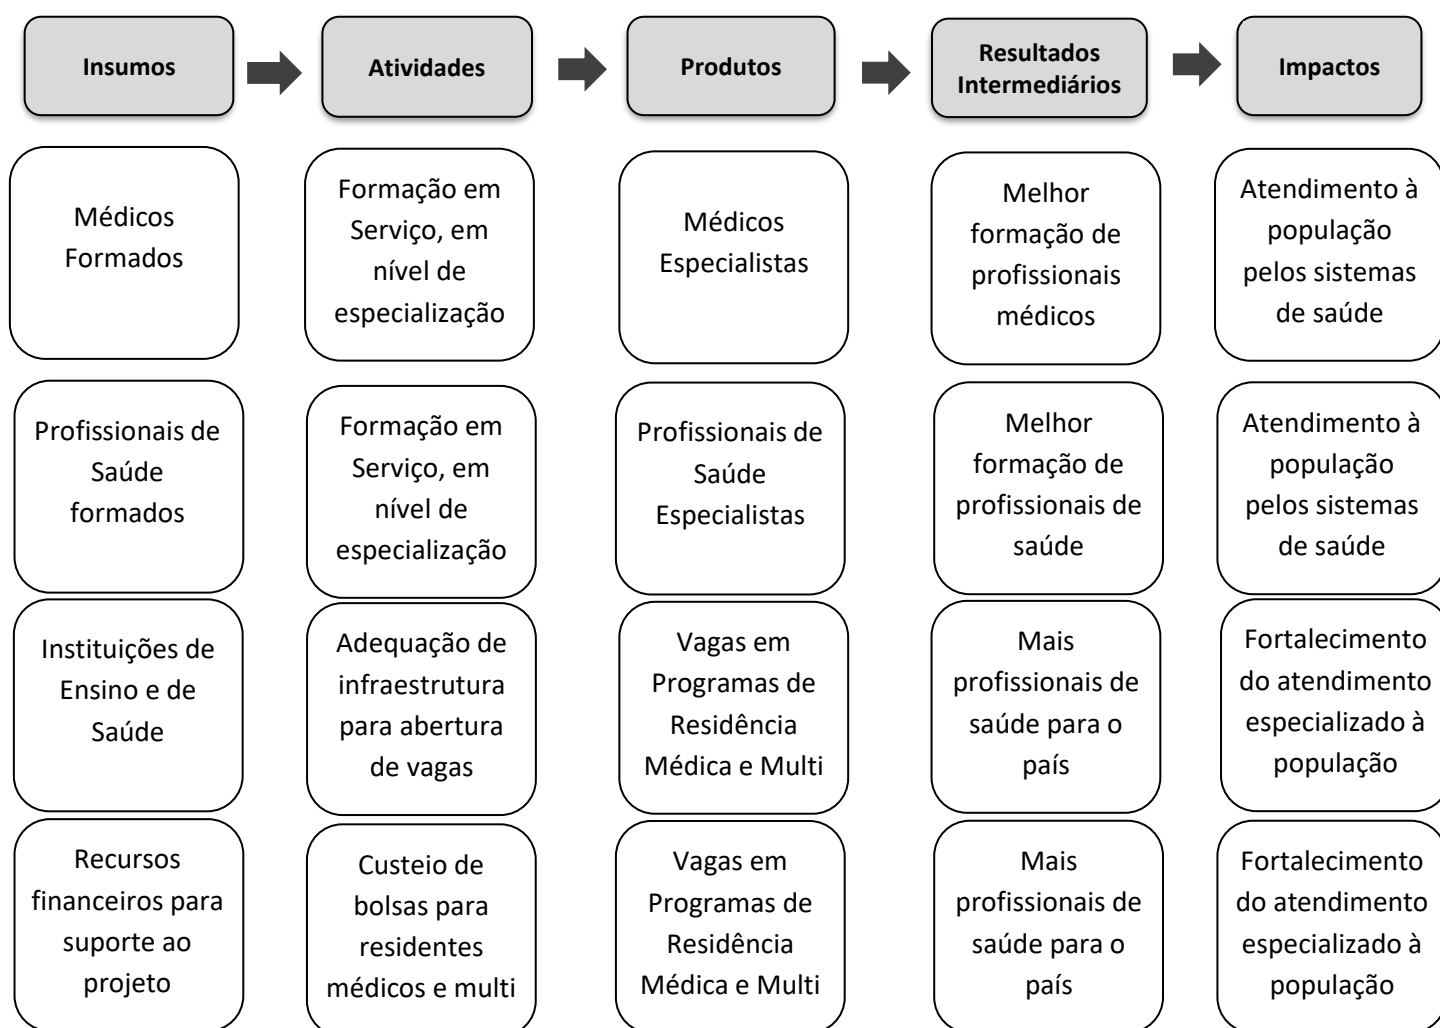 Insumos
Atividades
Produtos
Resultados
Intermediários
Impactos
Médicos
Formados
Formação em
Serviço, em
nível de
especialização
Médicos
Especialistas
Melhor
formação de
profissionais
médicos
Atendimento à
população
pelos sistemas
de saúde
Profissionais de
Saúde
formados
Formação em
Serviço, em
nível de
especialização
Profissionais de
Saúde
Especialistas
Melhor
formação de
profissionais de
saúde
Atendimento à
população
pelos sistemas
de saúde
Instituições de
Ensino e de
Saúde
Adequação de
infraestrutura
para abertura
de vagas
Vagas em
Programas de
Residência
Médica e Multi
Mais
profissionais de
saúde para o
país
Fortalecimento
do atendimento
especializado à
população
Recursos
financeiros para
suporte ao
projeto
Custeio de
bolsas para
residentes
médicos e multi
Vagas em
Programas de
Residência
Médica e Multi
Mais
profissionais de
saúde para o
país
Fortalecimento
do atendimento
especializado à
população